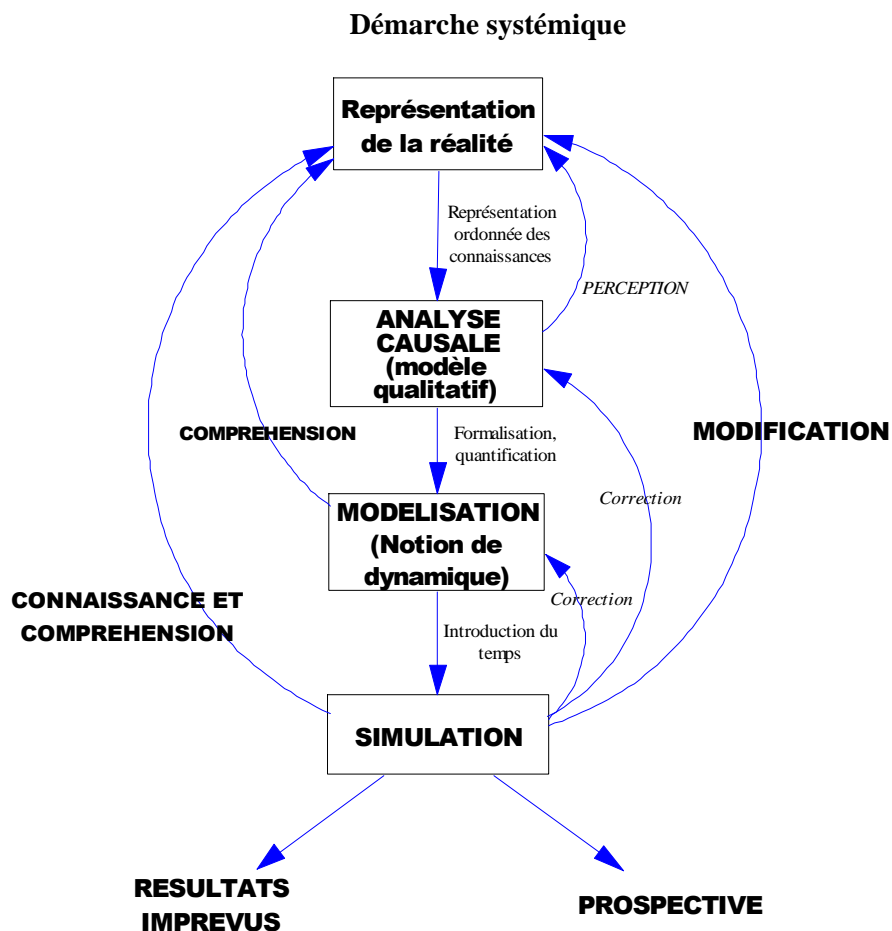 Démarche systémique
Représentation
de la réalité
Représentation
ordonnée des
connaissances
PERCEPTION
ANALYSE
CAUSALE
(modèle
qualitatif)
COMPREHENSION
Formalisation,
quantification
MODIFICATION
Correction
MODELISATION
(Notion de
dynamique)
Correction
CONNAISSANCE ET
COMPREHENSION
Introduction du
temps
SIMULATION
RESULTATS
IMPREVUS
PROSPECTIVE